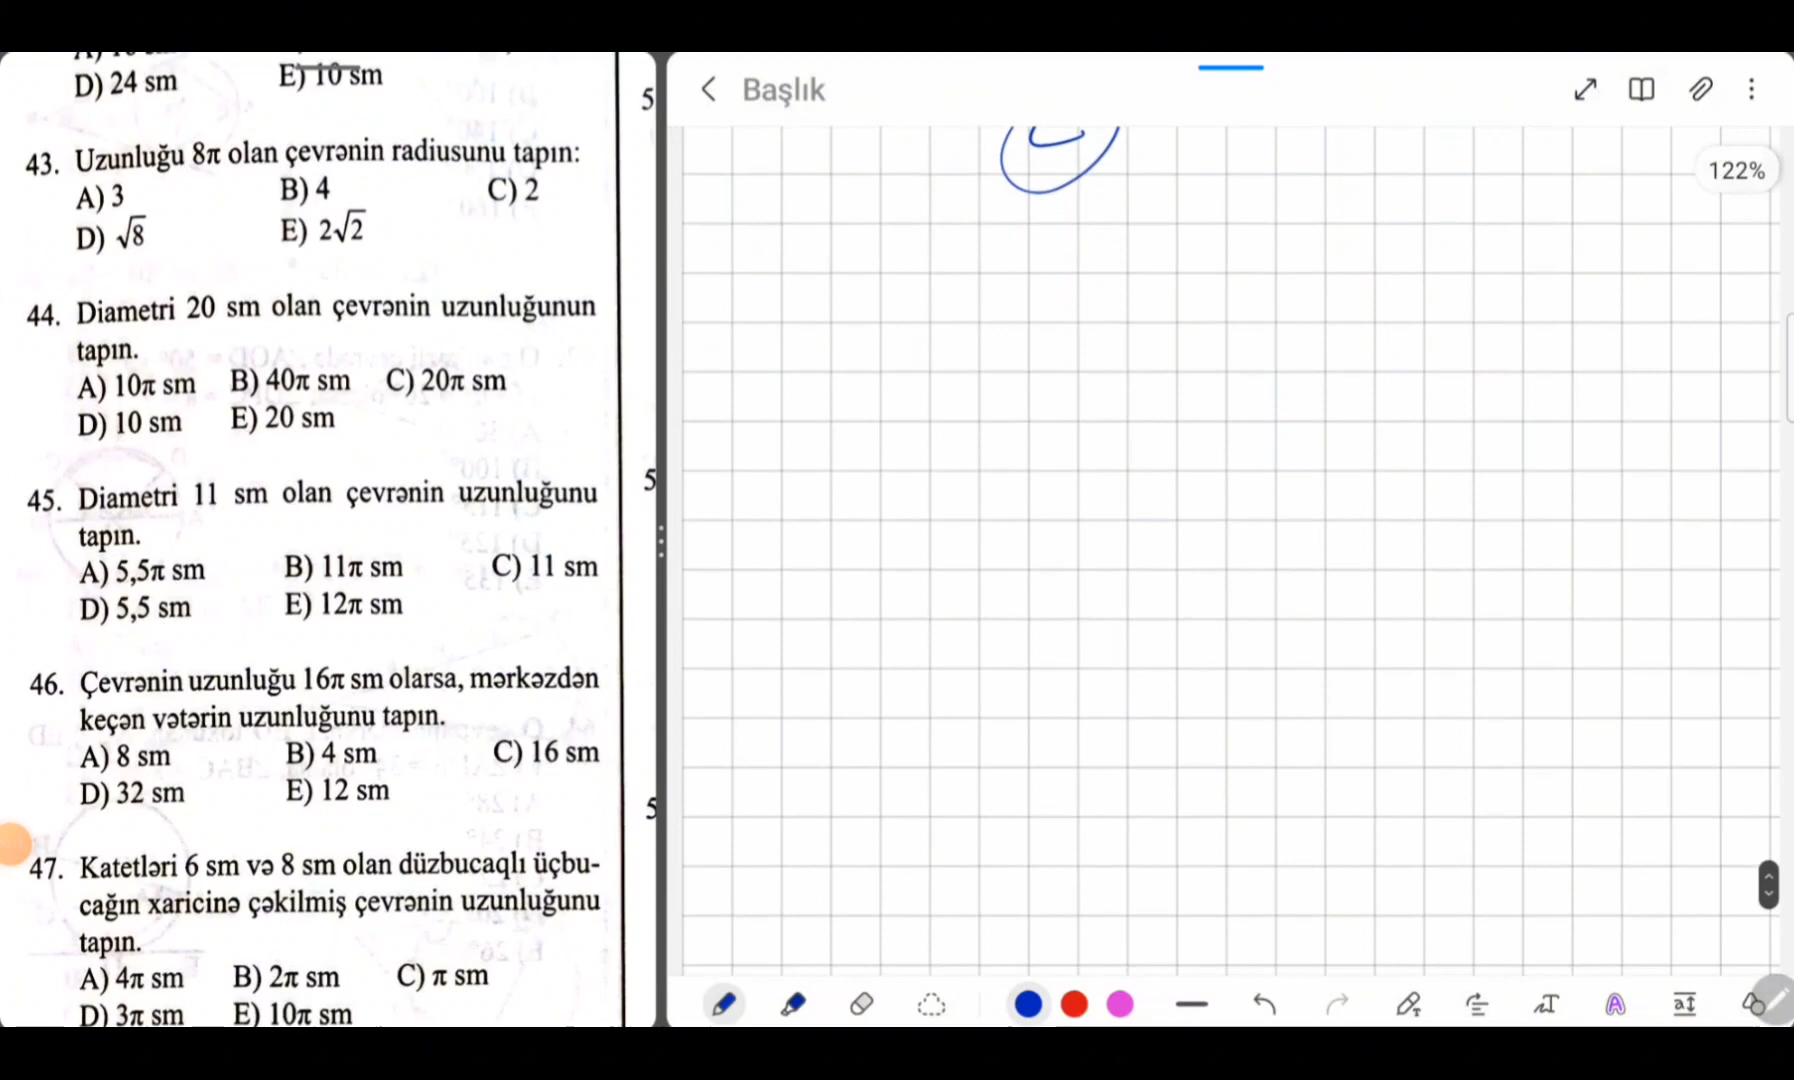 D) 24 sm E) 10 sm
43. Uzunluğu 8π olan çevrənin radiusunu tapın:
A) 3 B) 4 C) 2
D) √8 E) 2√2
44. Diametri 20 sm olan çevrənin uzunluğunun
tapın.
A) 10π sm B) 40π sm C) 20π sm
D) 10 sm E) 20 sm
45. Diametri 11 sm olan çevrənin uzunluğunu
tapın.
A) 5,5π sm B) 11π sm C) 11 sm
D) 5,5 sm E) 12π sm
46. Çevrənin uzunluğu 16π sm olarsa, mərkəzdən
keçən vətərin uzunluğunu tapın.
A) 8 sm B) 4 sm C) 16 sm
D) 32 sm E) 12 sm
47. Katetləri 6 sm və 8 sm olan düzbucaqlı üçbu-
cağın xaricinə çəkilmiş çevrənin uzunluğunu
tapın.
A) 4π sm B) 2π sm C) π sm
D) 3π sm E) 10π sm
5
5
5
Başlık
122%